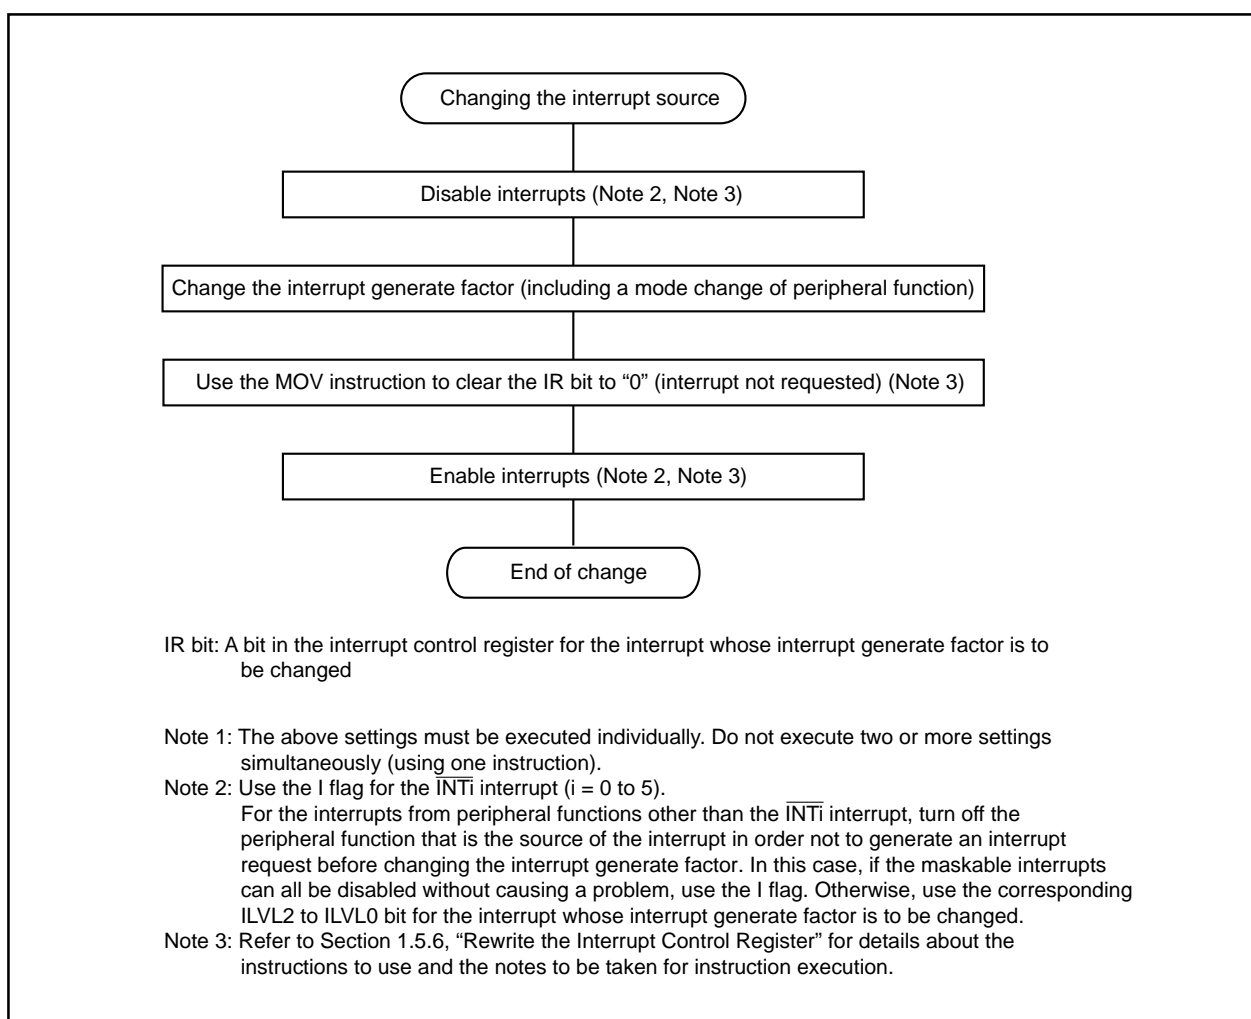 Changing the interrupt source
Disable interrupts (Note 2, Note 3)
Change the interrupt generate factor (including a mode change of peripheral function)
Use the MOV instruction to clear the IR bit to “0” (interrupt not requested) (Note 3)
Enable interrupts (Note 2, Note 3)
End of change
IR bit: A bit in the interrupt control register for the interrupt whose interrupt generate factor is to
be changed
Note 1: The above settings must be executed individually. Do not execute two or more settings
simultaneously (using one instruction).
Note 2: Use the I flag for the I̅N̅T̅i̅ interrupt (i = 0 to 5).
For the interrupts from peripheral functions other than the I̅N̅T̅i̅ interrupt, turn off the
peripheral function that is the source of the interrupt in order not to generate an interrupt
request before changing the interrupt generate factor. In this case, if the maskable interrupts
can all be disabled without causing a problem, use the I flag. Otherwise, use the corresponding
ILVL2 to ILVL0 bit for the interrupt whose interrupt generate factor is to be changed.
Note 3: Refer to Section 1.5.6, “Rewrite the Interrupt Control Register” for details about the
instructions to use and the notes to be taken for instruction execution.